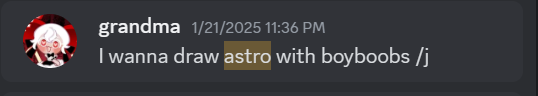 grandma 1/21/2025 11:36 PM
I wanna draw astro with boyboobs /j